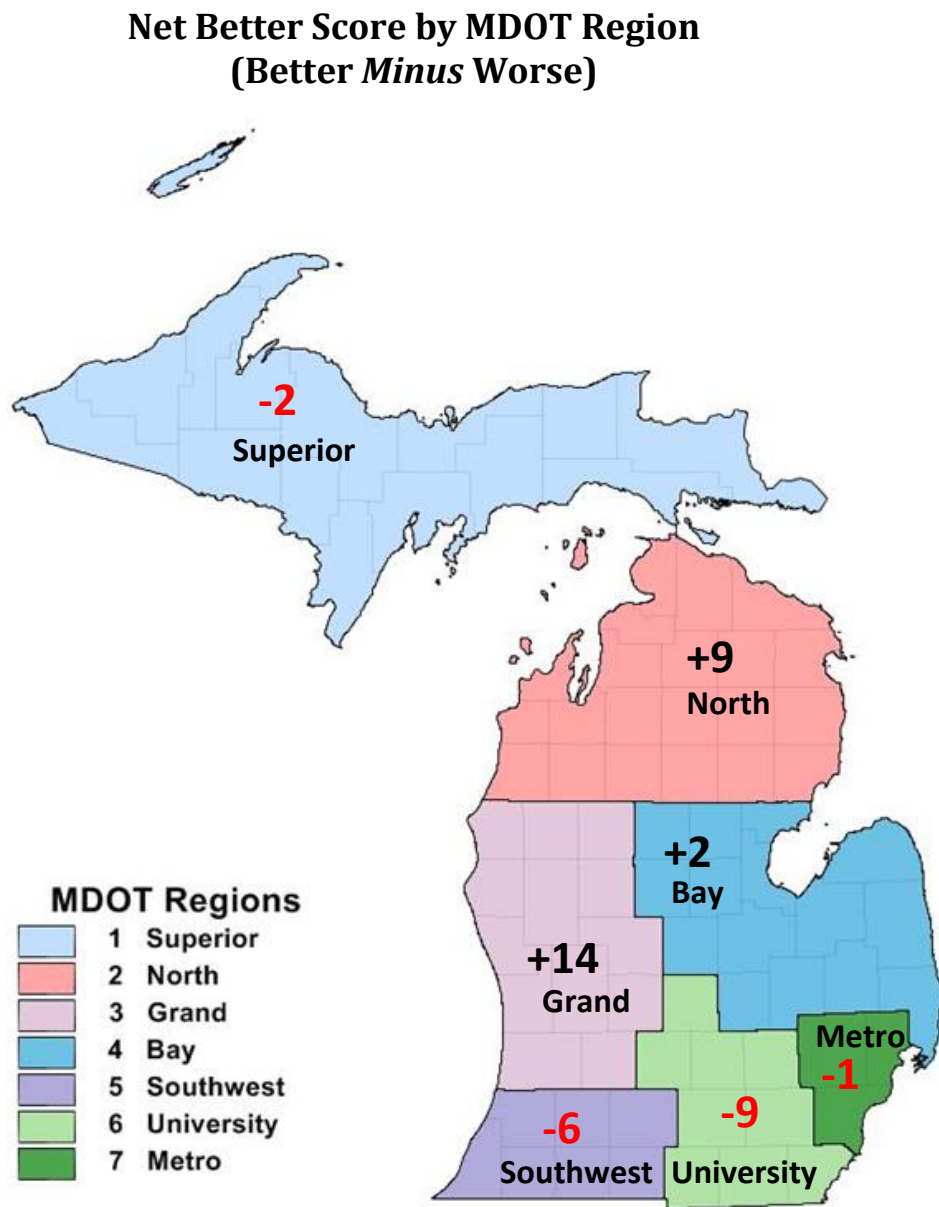 Net Better Score by MDOT Region
(Better Minus Worse)
-2
Superior
+9
North
+2
Bay
+14
Grand
Metro
-1
-6
Southwest
-9
University
MDOT Regions
1 Superior
2 North
3 Grand
4 Bay
5 Southwest
6 University
7 Metro